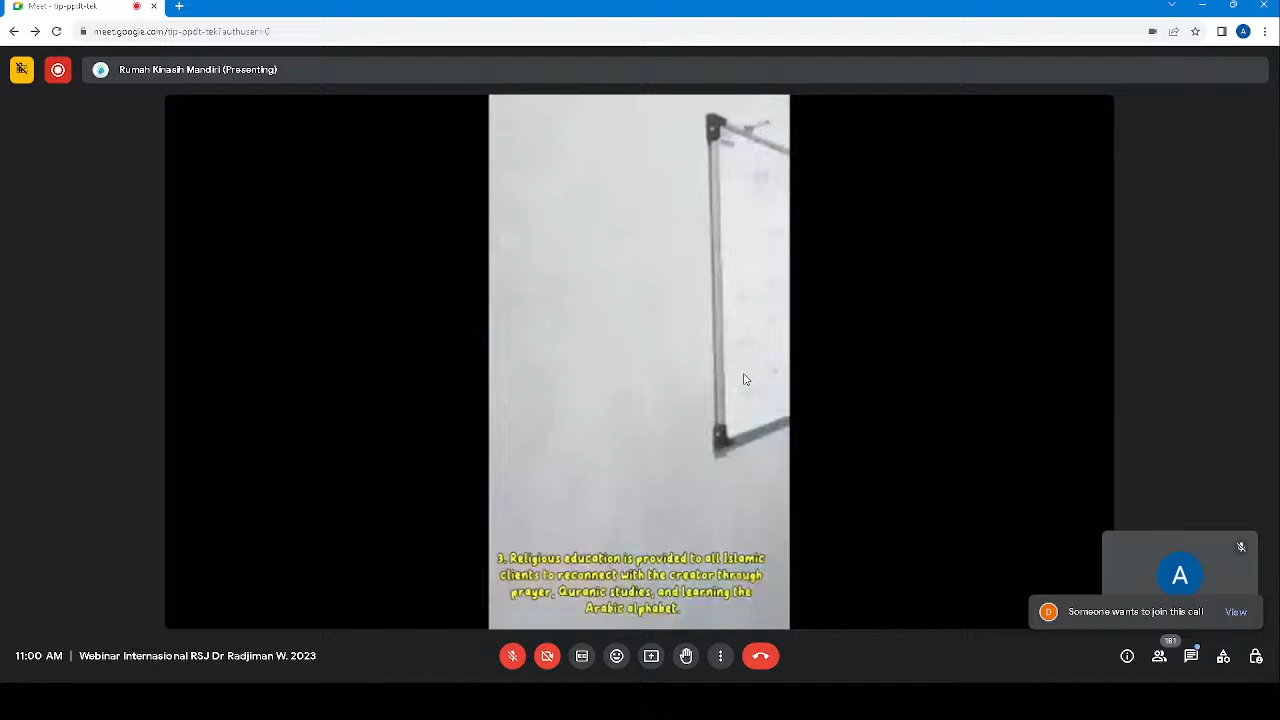 Meet - tip-ppdt-tek
meet.google.com/tip-ppdt-tek?authuser=0
A
Rumah Kinasih Mandiri (Presenting)
3. Religious education is provided to all Islamic
clients to reconnect with the creator through
prayer, Quranic studies, and learning the
Arabic alphabet.
A
D
Someone wants to join this call
View
11:00 AM | Webinar Internasional RSJ Dr Radjiman W. 2023
181